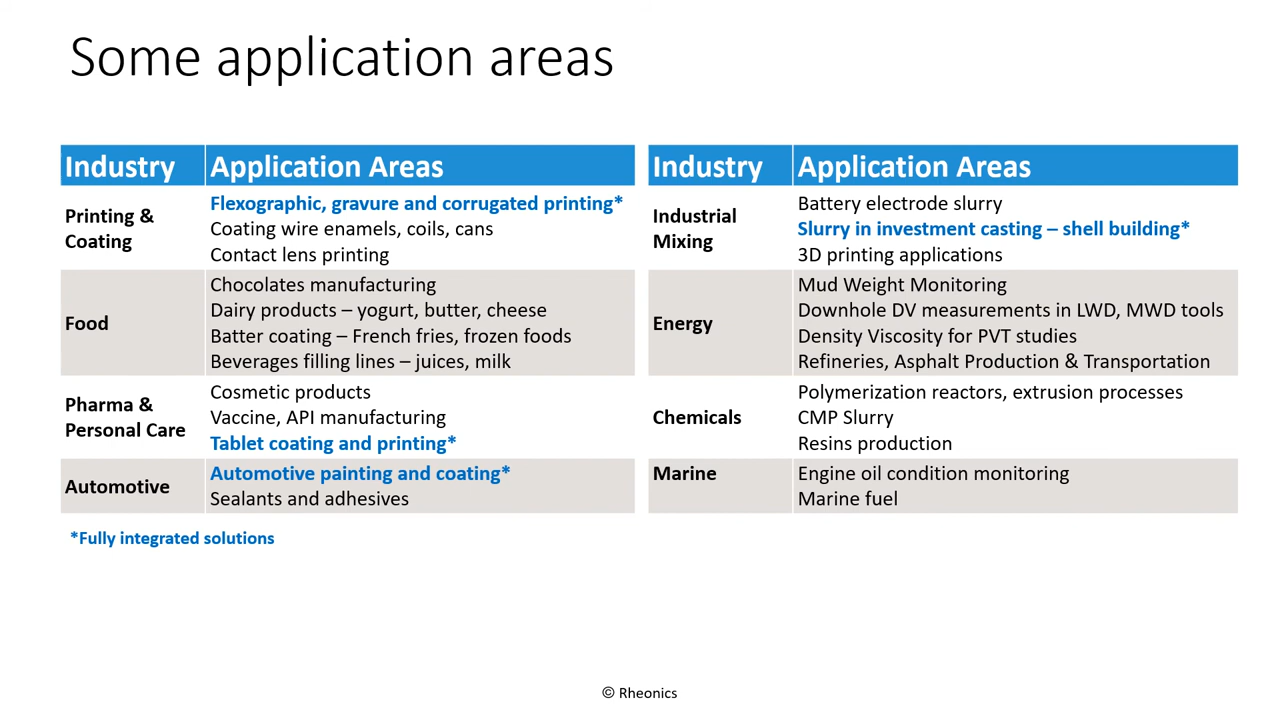 Some application areas
Industry Application Areas
Printing &
Coating
Flexographic, gravure and corrugated printing*
Coating wire enamels, coils, cans
Contact lens printing
Food
Chocolates manufacturing
Dairy products – yogurt, butter, cheese
Batter coating – French fries, frozen foods
Beverages filling lines – juices, milk
Pharma &
Personal Care
Cosmetic products
Vaccine, API manufacturing
Tablet coating and printing*
Automotive
Automotive painting and coating*
Sealants and adhesives
*Fully integrated solutions
Industry Application Areas
Industrial
Mixing
Battery electrode slurry
Slurry in investment casting – shell building*
3D printing applications
Energy
Mud Weight Monitoring
Downhole DV measurements in LWD, MWD tools
Density Viscosity for PVT studies
Refineries, Asphalt Production & Transportation
Chemicals
Polymerization reactors, extrusion processes
CMP Slurry
Resins production
Marine
Engine oil condition monitoring
Marine fuel
© Rheonics